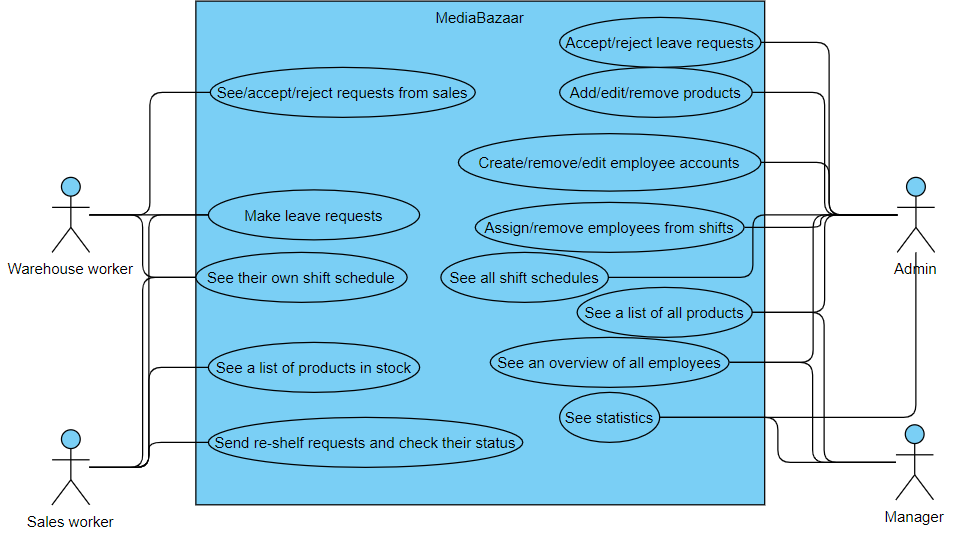 MediaBazaar
Accept/reject leave requests
See/accept/reject requests from sales
Add/edit/remove products
Create/remove/edit employee accounts
Make leave requests
Assign/remove employees from shifts
Warehouse worker
Admin
See their own shift schedule
See all shift schedules
See a list of all products
See a list of products in stock
See an overview of all employees
See statistics
Send re-shelf requests and check their status
Sales worker
Manager